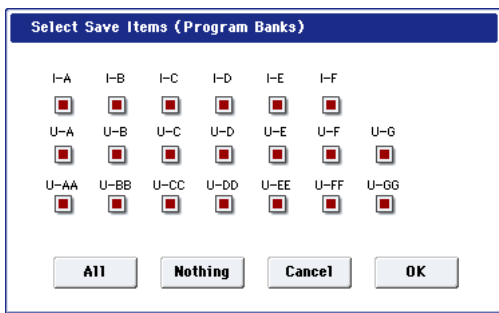 Select Save Items (Program Banks)
I-A I-B I-C I-D I-E I-F
U-A U-B U-C U-D U-E U-F U-G
U-AA U-BB U-CC U-DD U-EE U-FF U-GG
All Nothing Cancel OK